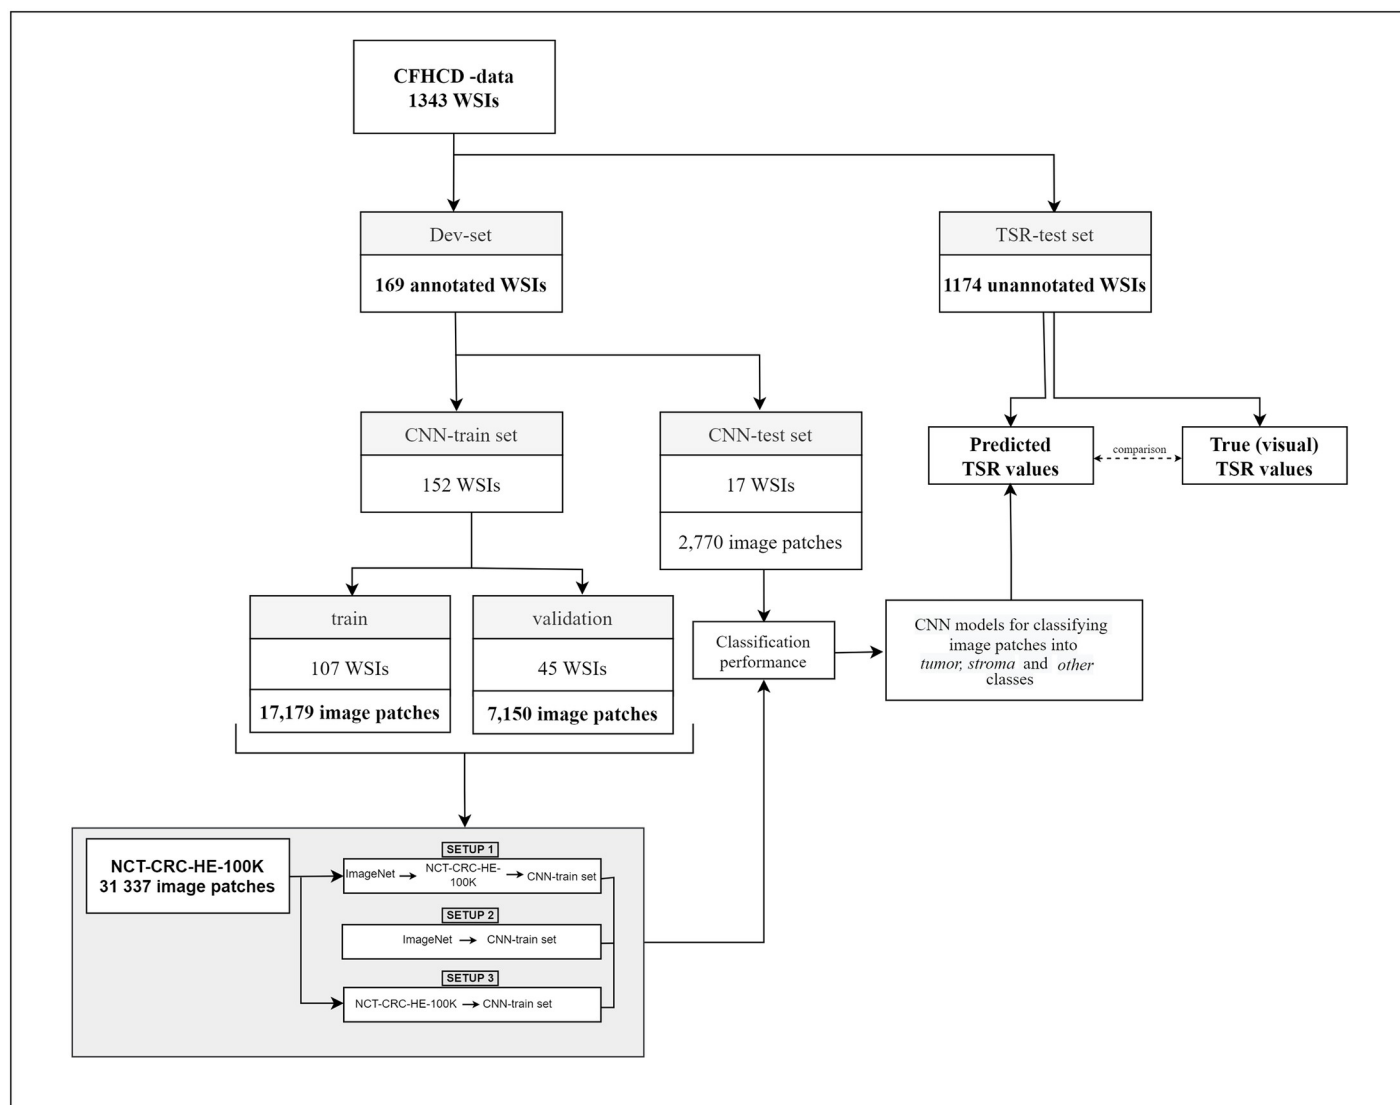 CFHCD -data
1343 WSIs
Dev-set
169 annotated WSIs
TSR-test set
1174 unannotated WSIs
CNN-train set
152 WSIs
CNN-test set
17 WSIs
2,770 image patches
Predicted
TSR values
comparison
True (visual)
TSR values
train
107 WSIs
17,179 image patches
validation
45 WSIs
7,150 image patches
Classification
performance
CNN models for classifying
image patches into
tumor, stroma and other
classes
NCT-CRC-HE-100K
31 337 image patches
SETUP 1
ImageNet
NCT-CRC-HE-
100K
CNN-train set
SETUP 2
ImageNet
CNN-train set
SETUP 3
NCT-CRC-HE-100K
CNN-train set